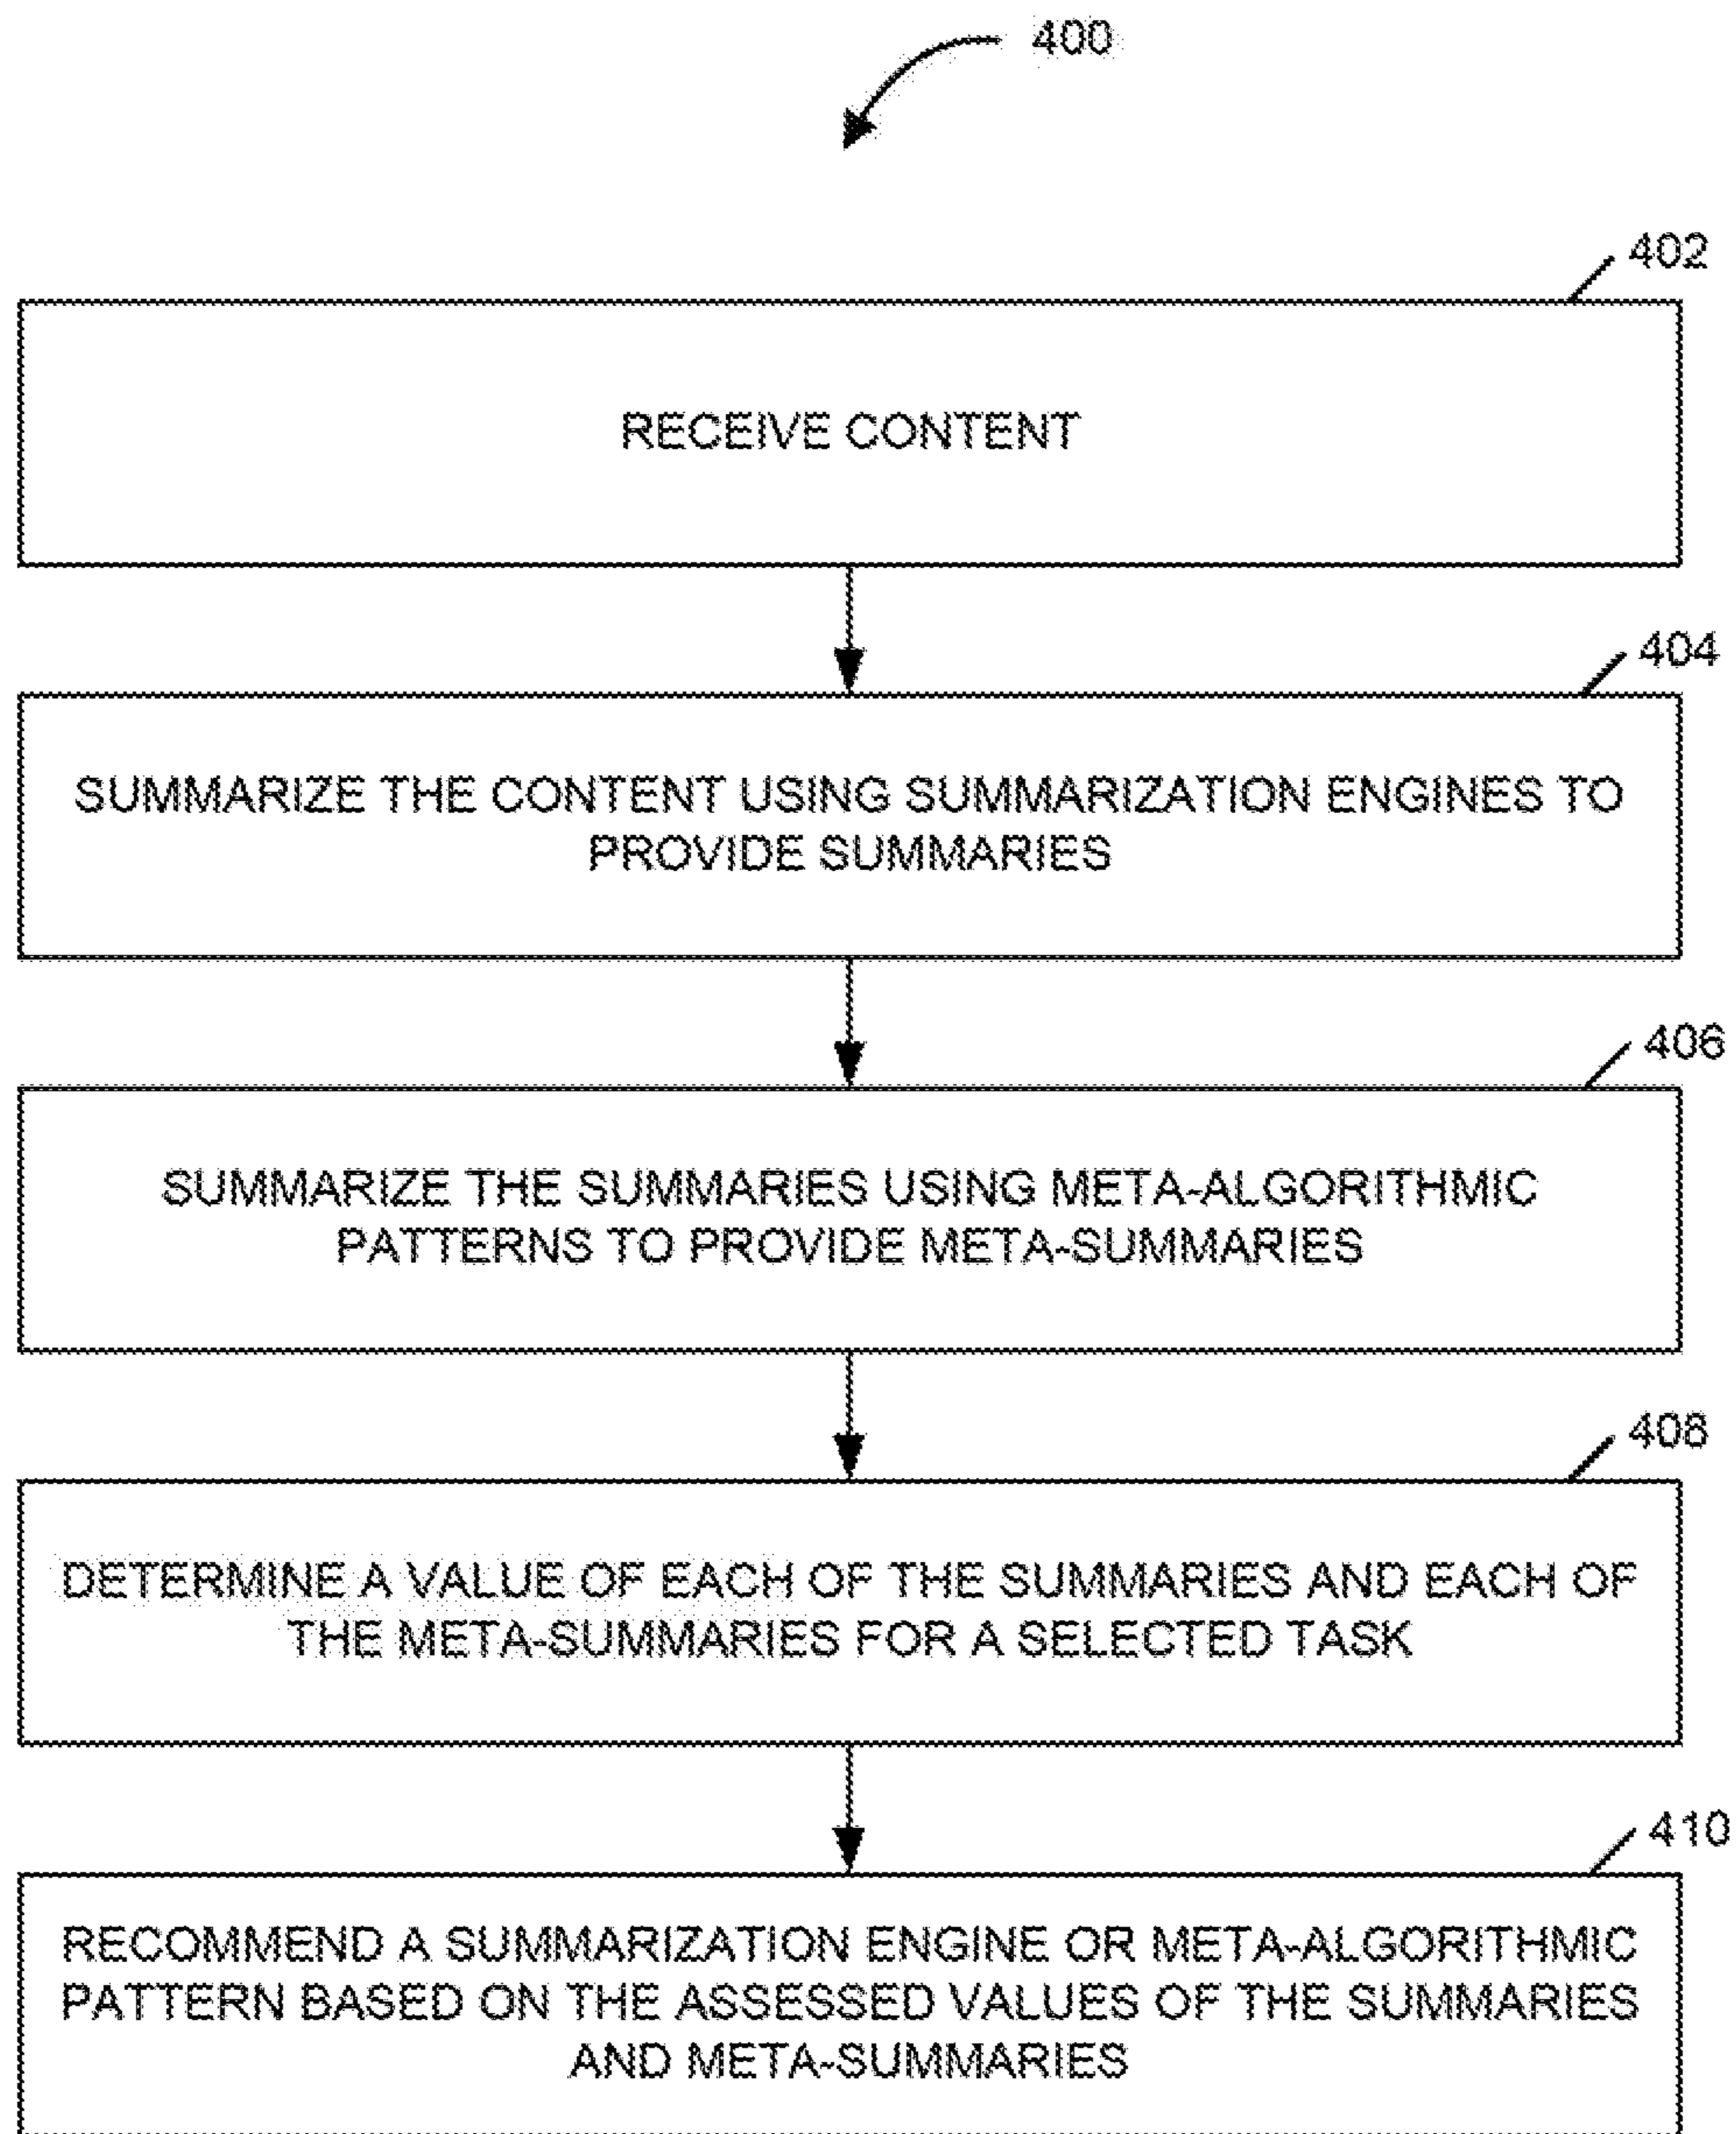 400
402
RECEIVE CONTENT
404
SUMMARIZE THE CONTENT USING SUMMARIZATION ENGINES TO
PROVIDE SUMMARIES
406
SUMMARIZE THE SUMMARIES USING META-ALGORITHMIC
PATTERNS TO PROVIDE META-SUMMARIES
408
DETERMINE A VALUE OF EACH OF THE SUMMARIES AND EACH OF
THE META-SUMMARIES FOR A SELECTED TASK
410
RECOMMEND A SUMMARIZATION ENGINE OR META-ALGORITHMIC
PATTERN BASED ON THE ASSESSED VALUES OF THE SUMMARIES
AND META-SUMMARIES